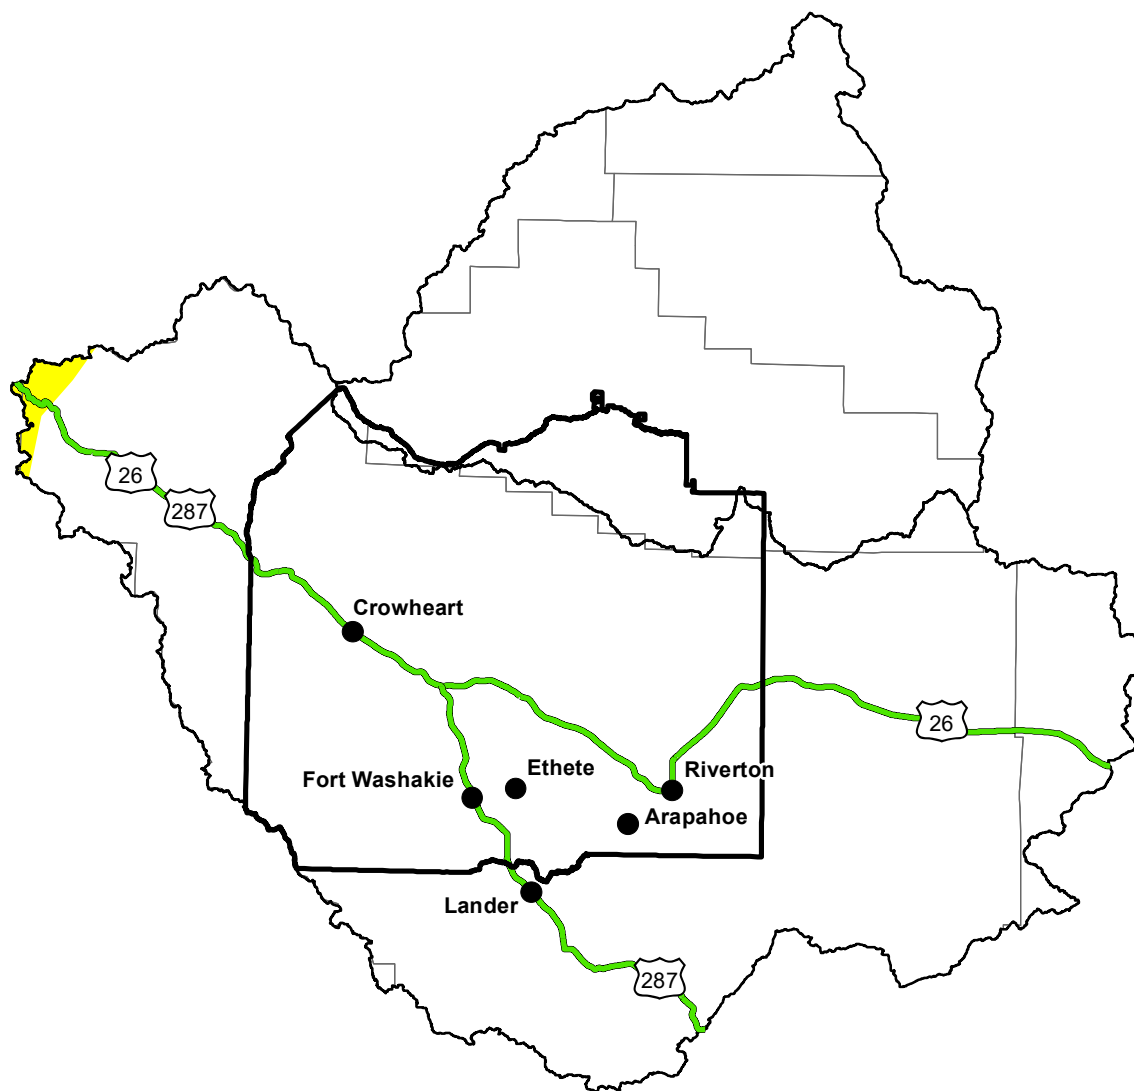 26
287
Crowheart
26
Ethete
Riverton
Fort Washakie
Arapahoe
Lander
287